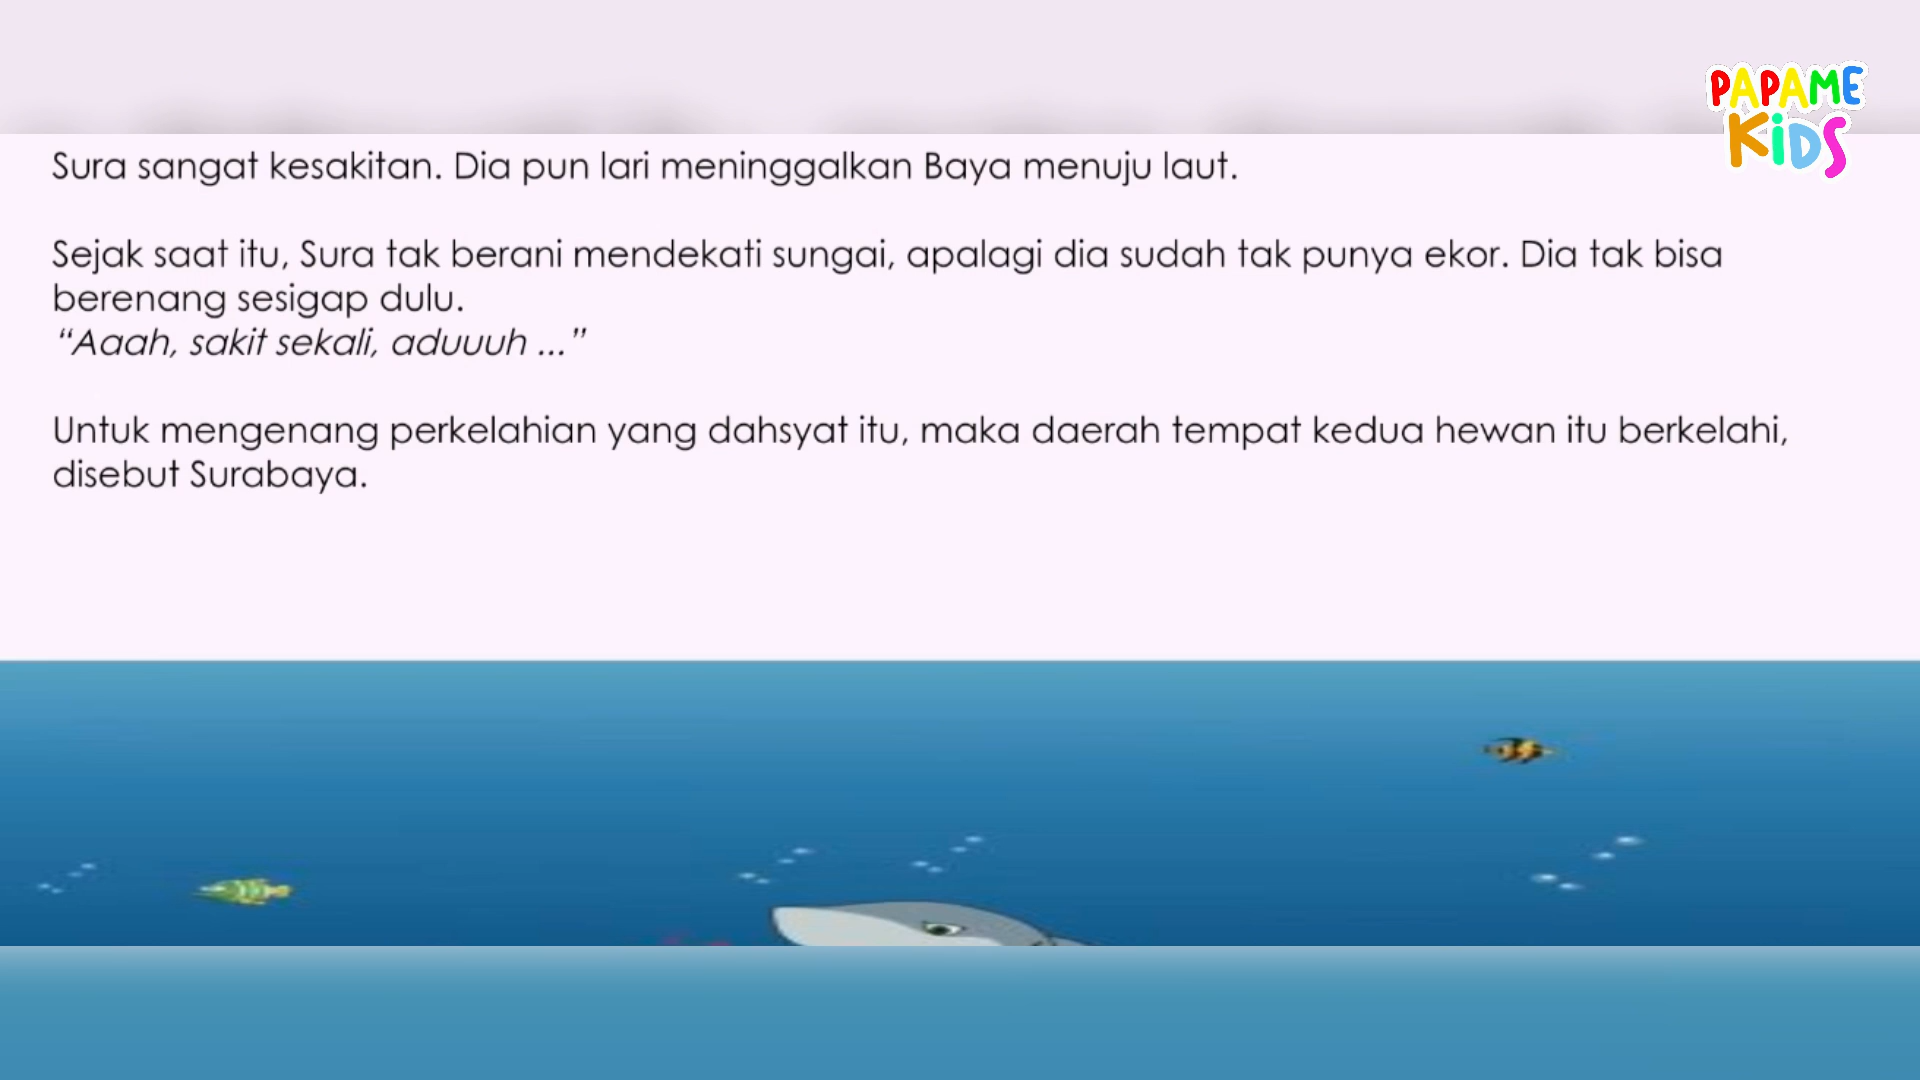 PAPAME
KiDS
Sura sangat kesakitan. Dia pun lari meninggalkan Baya menuju laut.
Sejak saat itu, Sura tak berani mendekati sungai, apalagi dia sudah tak punya ekor. Dia tak bisa
berenang sesigap dulu.
“Aaah, sakit sekali, aduuuh ...”
Untuk mengenang perkelahian yang dahsyat itu, maka daerah tempat kedua hewan itu berkelahi,
disebut Surabaya.